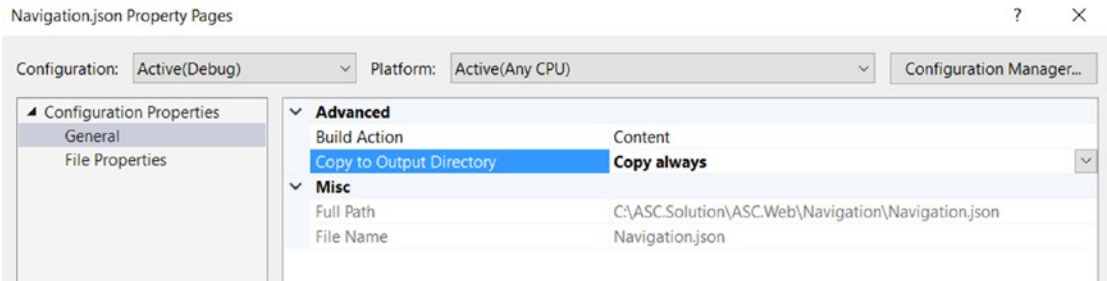 Navigation.json Property Pages ? ×
Configuration: Active(Debug) Platform: Active(Any CPU) Configuration Manager...
Configuration Properties
General
File Properties
Advanced
Build Action Content
Copy to Output Directory Copy always
Misc
Full Path C:\ASC.Solution\ASC.Web\Navigation\Navigation.json
File Name Navigation.json